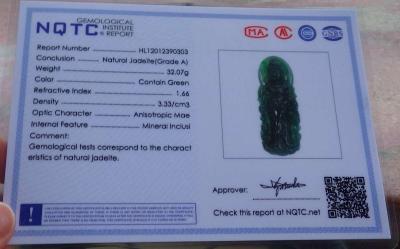 NQTC GEMOLOGICAL INSTITUTE REPORT
MA
GNAS
Report Number HL12012390303
Conclusion Natural Jadeite(Grade A)
Weight 32.07g
Color Contain Green
Refractive Index 1.66
Density 3.33/cm3
Optic Character Anisotropic Mae
Internal Feature Mineral Inclusi
Comment:
Gemological tests correspond to the charact
eristics of natural jadeite.
Approver:
Check this report at NQTC.net